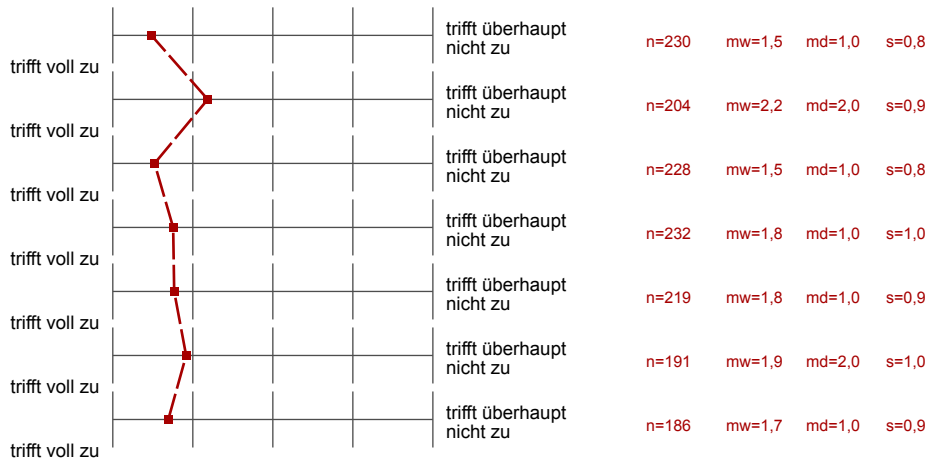 trifft überhaupt
nicht zu
n=230 mw=1,5 md=1,0 s=0,8
trifft voll zu
trifft überhaupt
nicht zu
n=204 mw=2,2 md=2,0 s=0,9
trifft voll zu
trifft überhaupt
nicht zu
n=228 mw=1,5 md=1,0 s=0,8
trifft voll zu
trifft überhaupt
nicht zu
n=232 mw=1,8 md=1,0 s=1,0
trifft voll zu
trifft überhaupt
nicht zu
n=219 mw=1,8 md=1,0 s=0,9
trifft voll zu
trifft überhaupt
nicht zu
n=191 mw=1,9 md=2,0 s=1,0
trifft voll zu
trifft überhaupt
nicht zu
n=186 mw=1,7 md=1,0 s=0,9
trifft voll zu